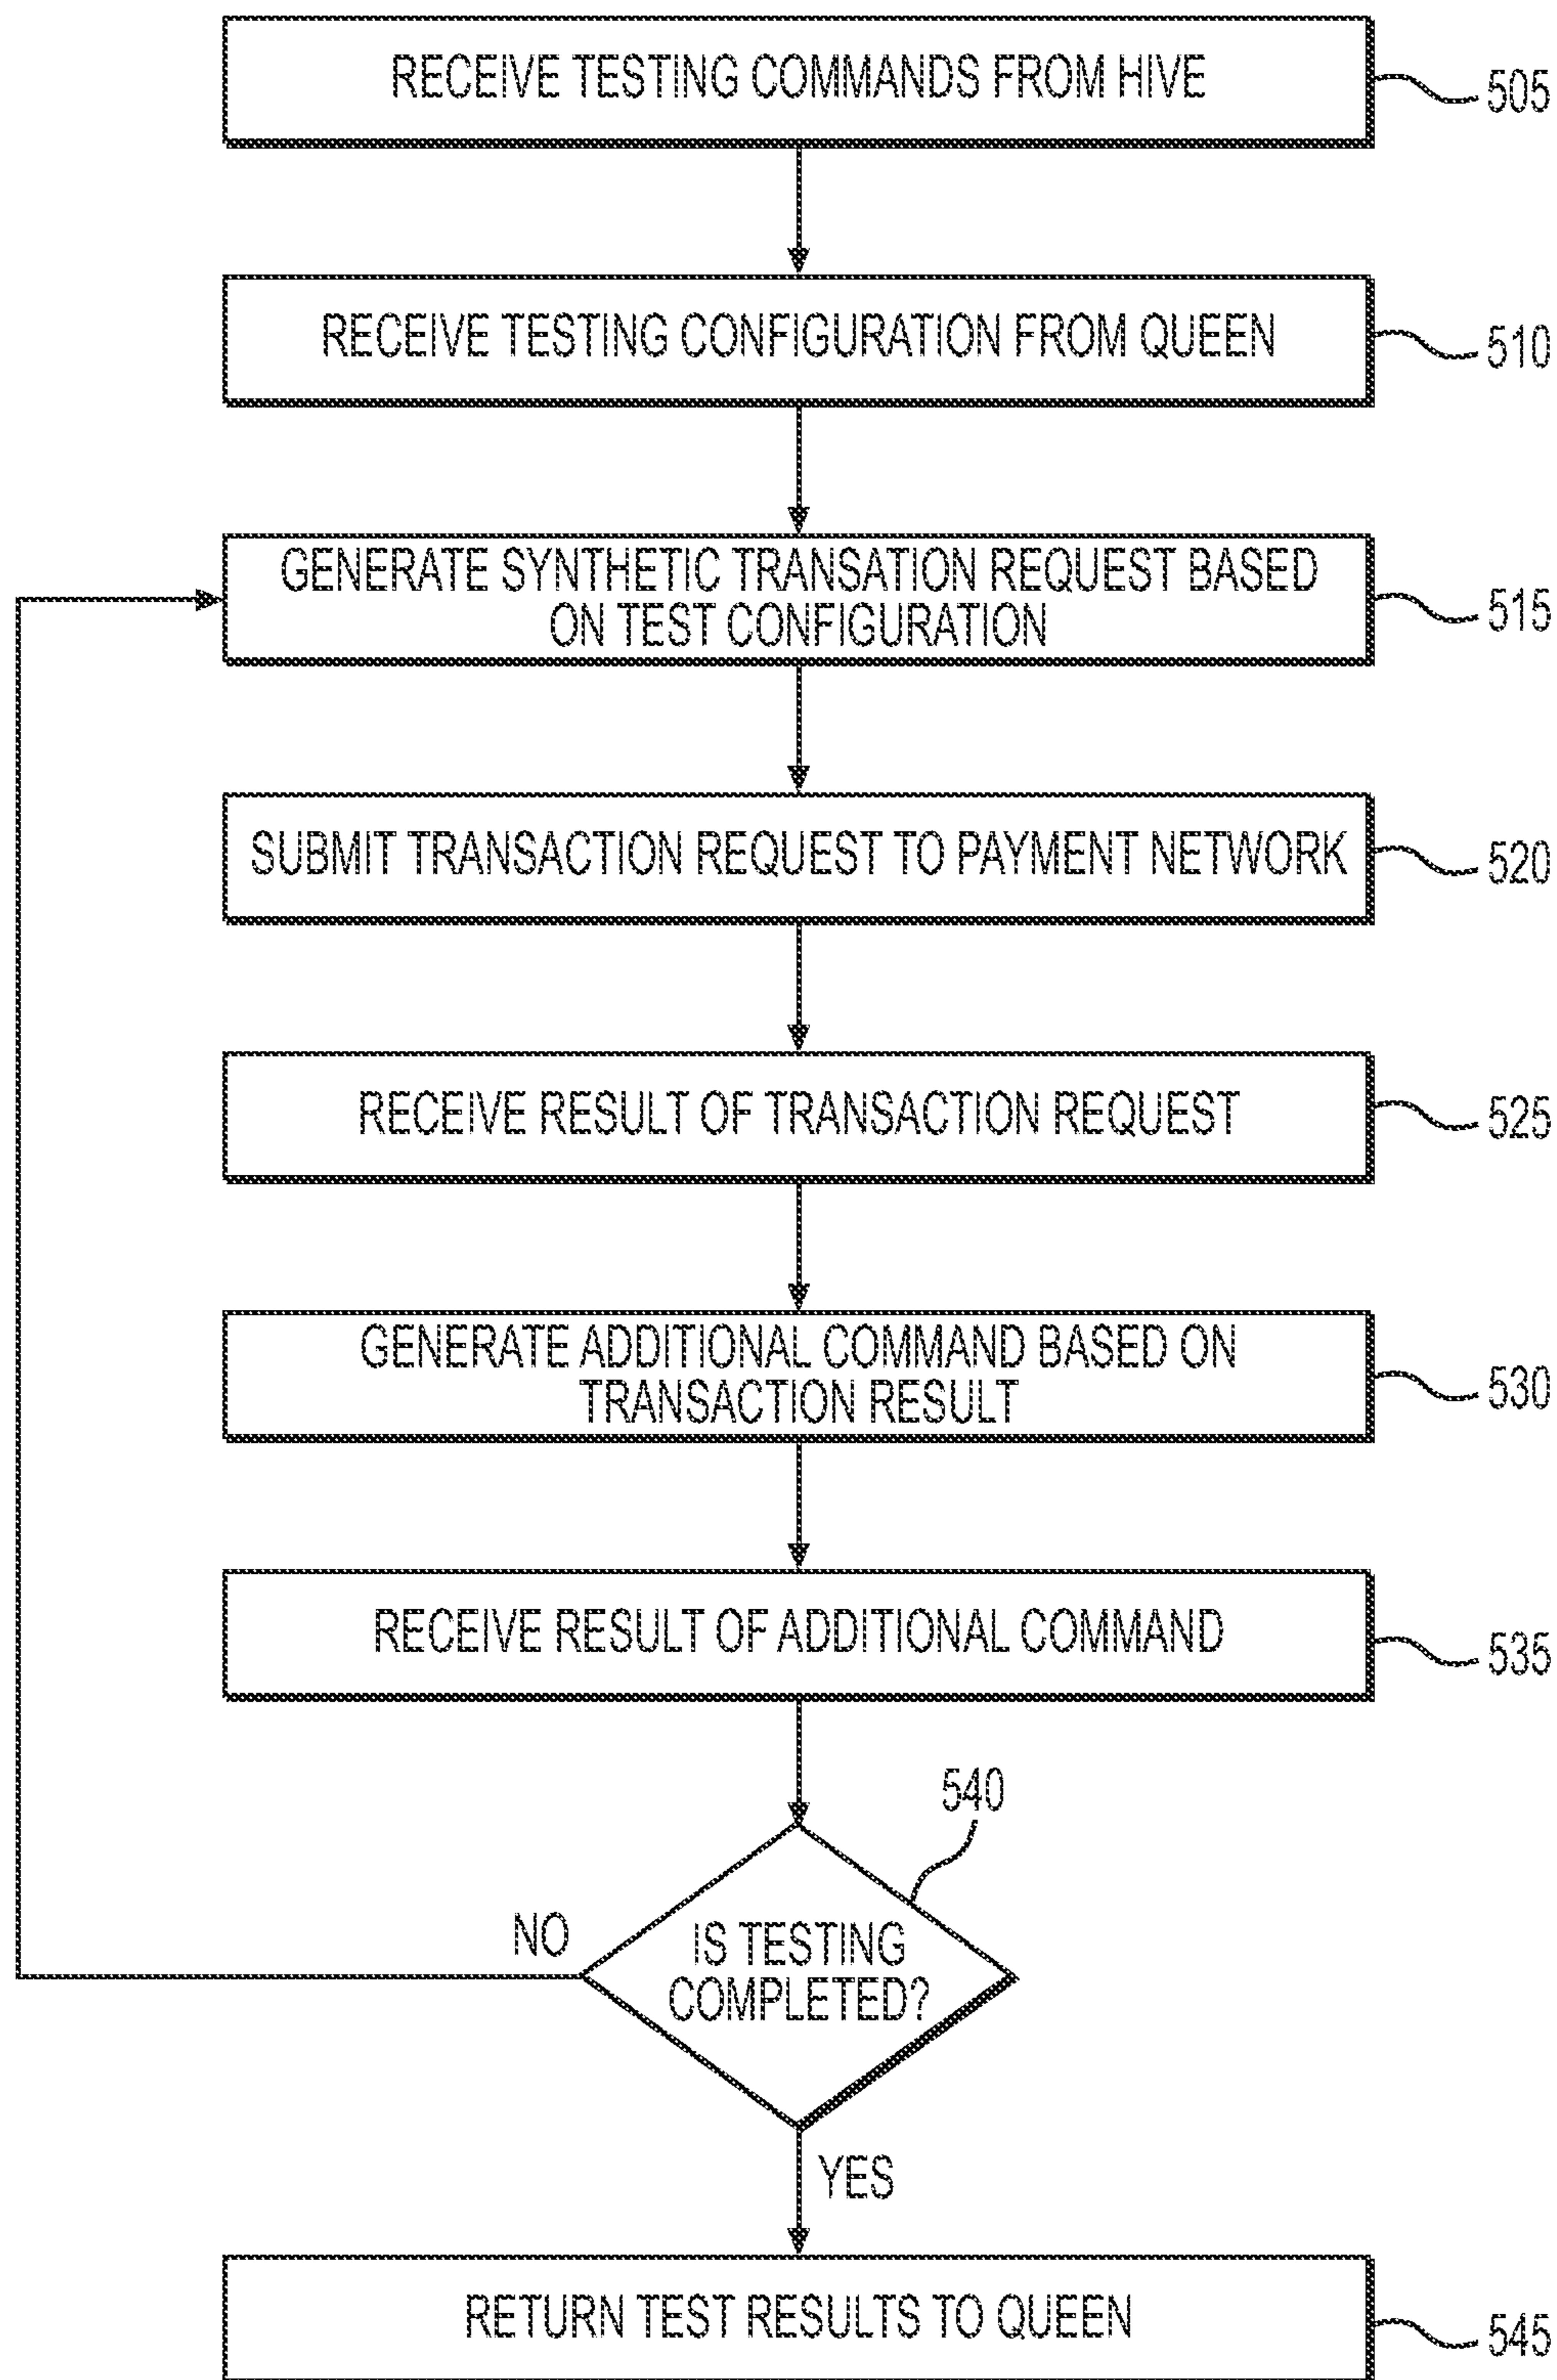 RECEIVE TESTING COMMANDS FROM HIVE
505
RECEIVE TESTING CONFIGURATION FROM QUEEN
510
GENERATE SYNTHETIC TRANSATION REQUEST BASED
ON TEST CONFIGURATION
515
SUBMIT TRANSACTION REQUEST TO PAYMENT NETWORK
520
RECEIVE RESULT OF TRANSACTION REQUEST
525
GENERATE ADDITIONAL COMMAND BASED ON
TRANSACTION RESULT
530
RECEIVE RESULT OF ADDITIONAL COMMAND
535
540
NO
IS TESTING
COMPLETED?
YES
RETURN TEST RESULTS TO QUEEN
545